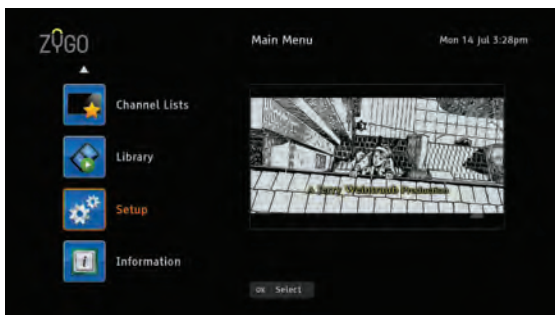 ZYGO
Main Menu
Mon 14 Jul 3:28pm
Channel Lists
Library
Setup
Information
A Jerry Weintraub Production
OK Select